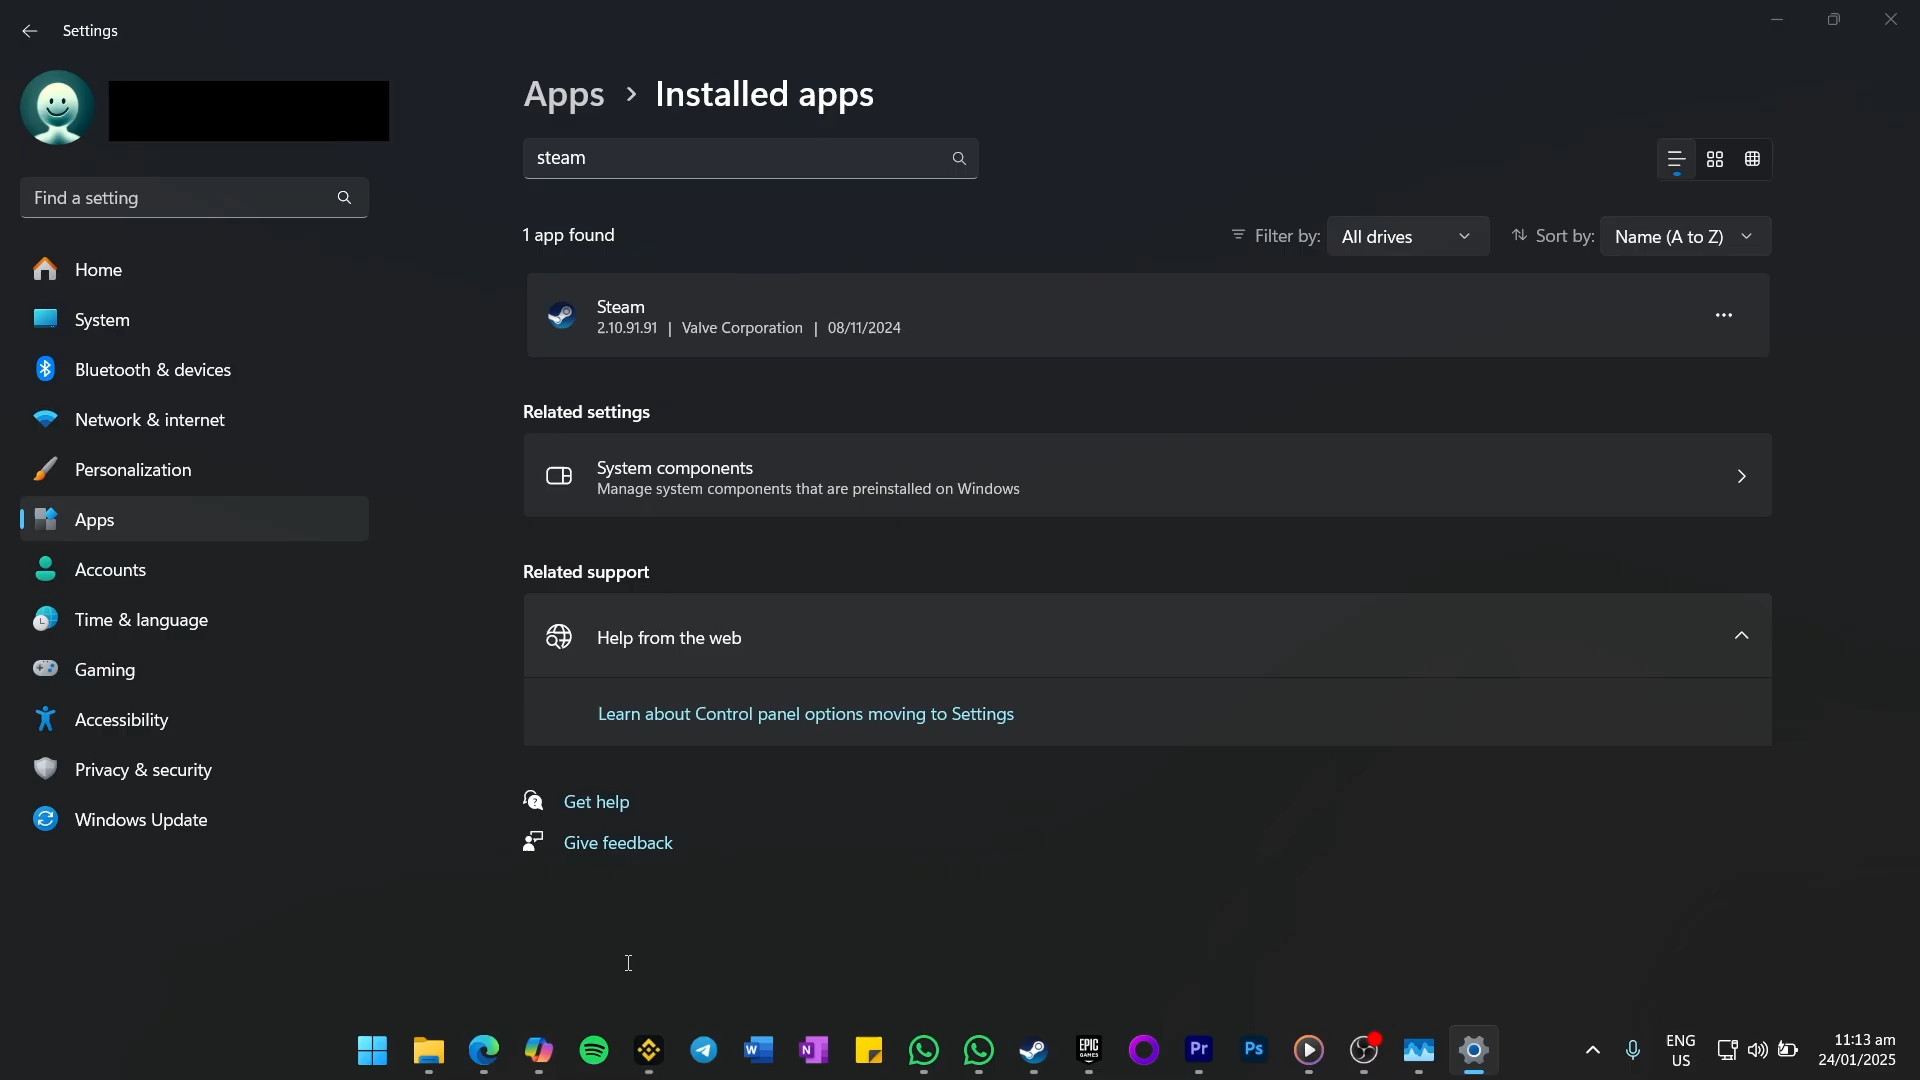 Settings
Apps > Installed apps
steam
Find a setting
1 app found
Filter by: All drives
Sort by: Name (A to Z)
Home
System
Bluetooth & devices
Network & internet
Personalization
Apps
Accounts
Time & language
Gaming
Accessibility
Privacy & security
Windows Update
Steam
2.10.91.91 | Valve Corporation | 08/11/2024
Related settings
System components
Manage system components that are preinstalled on Windows
Related support
Help from the web
Learn about Control panel options moving to Settings
Get help
Give feedback
W
N
EPIC
GAMES
Pr
Ps
ENG
US
11:13 am
24/01/2025